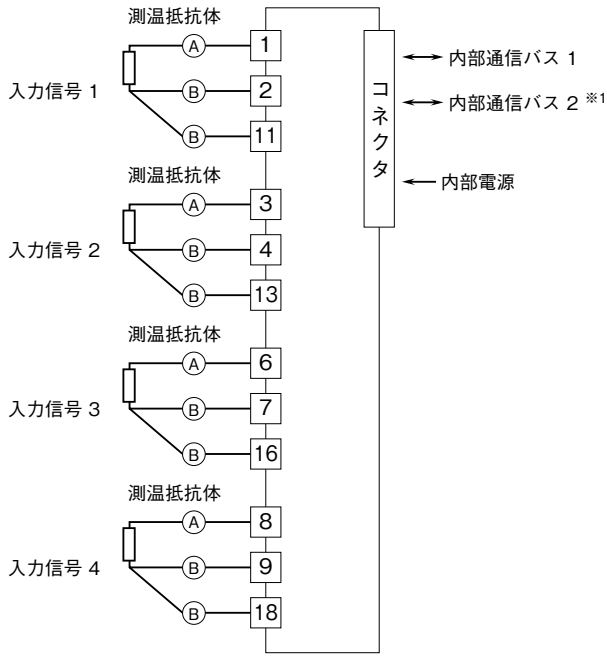 測温抵抗体
入力信号 1
A 1
B 2
B 11
測温抵抗体
入力信号 2
A 3
B 4
B 13
測温抵抗体
入力信号 3
A 6
B 7
B 16
測温抵抗体
入力信号 4
A 8
B 9
B 18
コネクタ
内部通信バス 1
内部通信バス 2 ※1
内部電源